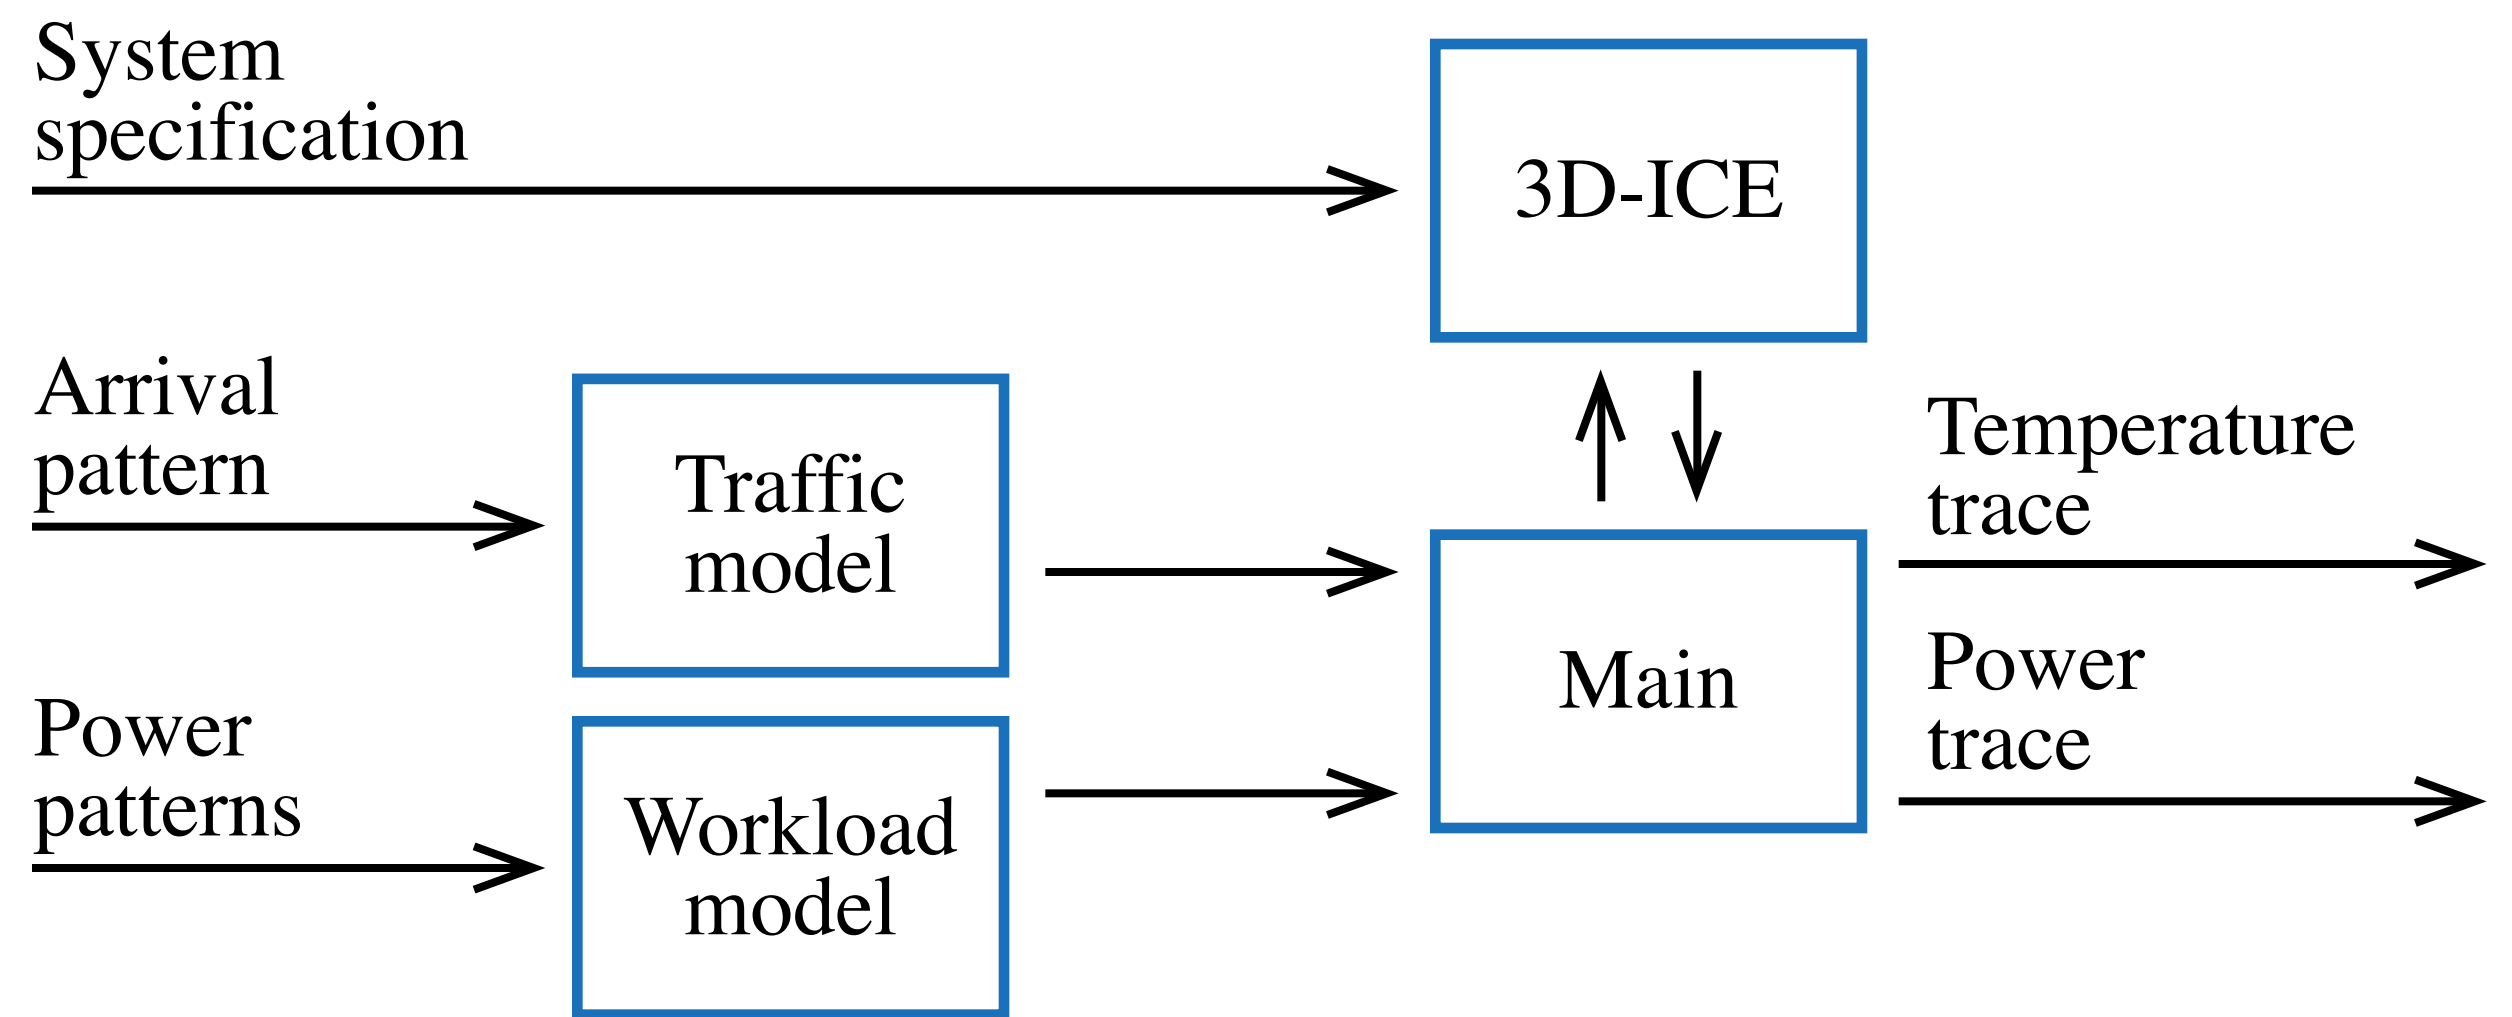 System
specification
3D-ICE
Arrival
pattern
Traffic
model
Temperature
trace
Power
patterns
Workload
model
Main
Power
trace